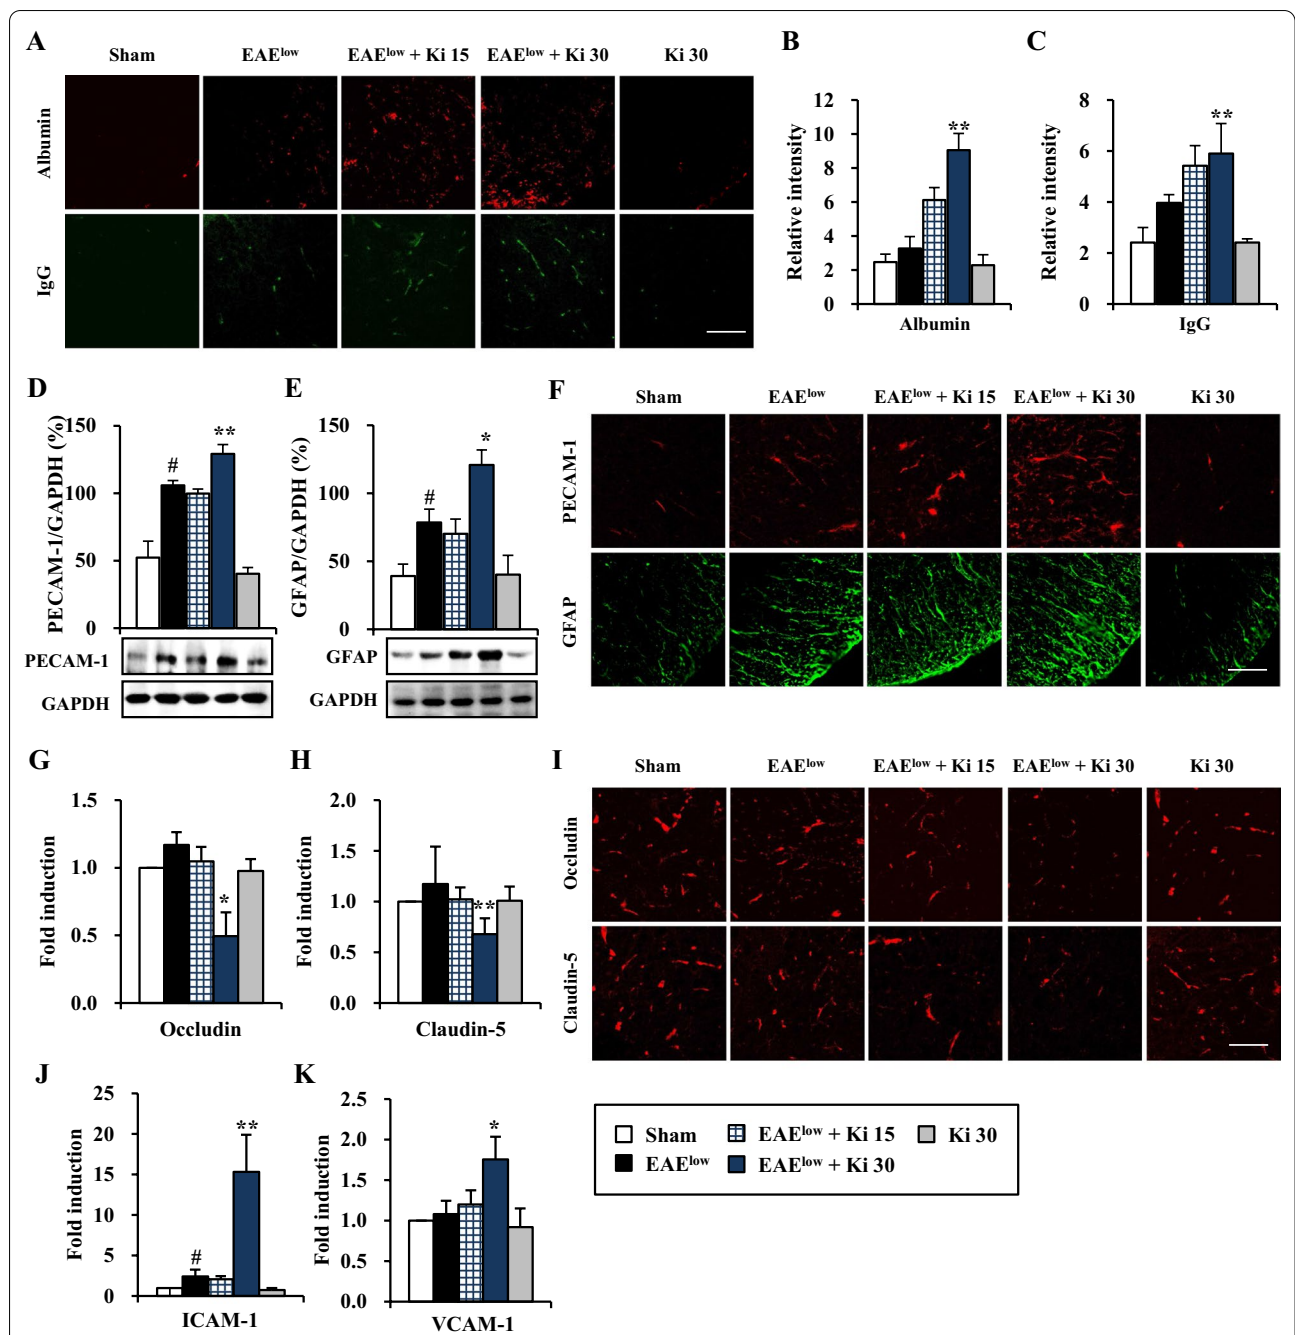 A
Sham EAElow EAElow + Ki 15 EAElow + Ki 30 Ki 30
Albumin
IgG
B
Relative intensity
12
10
8
6
4
2
0
**
Albumin
C
Relative intensity
8
6
4
2
0
**
IgG
D
PECAM-1/GAPDH (%)
150
100
50
0
#
**
PECAM-1
GAPDH
E
GFAP/GAPDH (%)
150
100
50
0
#
*
GFAP
GAPDH
F
Sham EAElow EAElow + Ki 15 EAElow + Ki 30 Ki 30
PECAM-1
GFAP
G
Fold induction
1.5
1.0
0.5
0.0
*
Occludin
H
Fold induction
2.0
1.5
1.0
0.5
0.0
**
Claudin-5
I
Sham EAElow EAElow + Ki 15 EAElow + Ki 30 Ki 30
Occludin
Claudin-5
J
Fold induction
25
20
15
10
5
0
#
**
ICAM-1
K
Fold induction
2.5
2.0
1.5
1.0
0.5
0.0
*
VCAM-1
Sham EAElow + Ki 15 Ki 30
EAElow EAElow + Ki 30